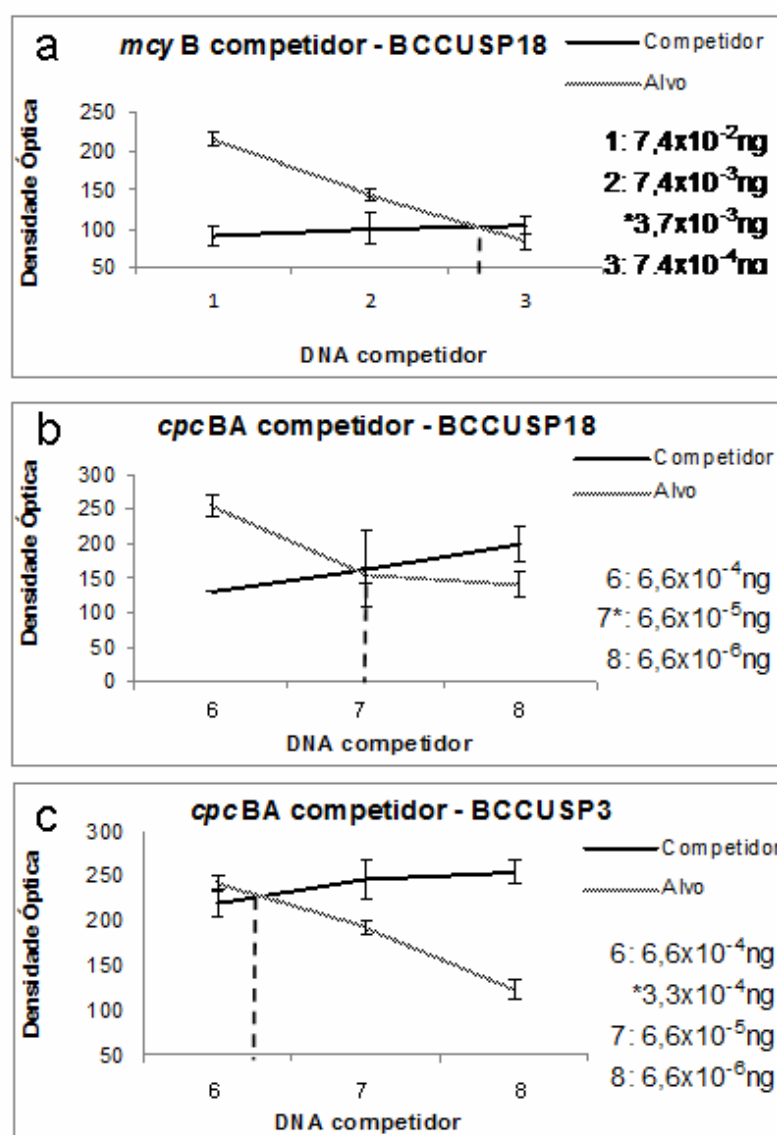 a
mcy B competidor - BCCUSP18
Competidor
Alvo
Densidade Óptica
250
200
150
100
50
1
2
3
DNA competidor
1: 7,4x10⁻²ng
2: 7,4x10⁻³ng
*3,7x10⁻³ng
3: 7,4x10⁻⁴ng
b
cpcBA competidor - BCCUSP18
Competidor
Alvo
Densidade Óptica
300
250
200
150
100
50
0
6
7
8
DNA competidor
6: 6,6x10⁻⁴ng
7*: 6,6x10⁻⁵ng
8: 6,6x10⁻⁶ng
c
cpcBA competidor - BCCUSP3
Competidor
Alvo
Densidade Óptica
300
250
200
150
100
50
6
7
8
DNA competidor
6: 6,6x10⁻⁴ng
*3,3x10⁻⁴ng
7: 6,6x10⁻⁵ng
8: 6,6x10⁻⁶ng